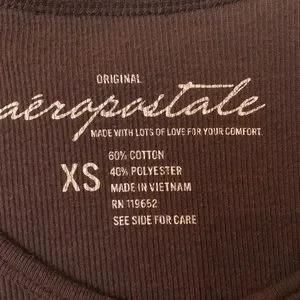 ORIGINAL
aéropostale
MADE WITH LOTS OF LOVE FOR YOUR COMFORT.
XS
60% COTTON
40% POLYESTER
MADE IN VIETNAM
RN 119652
SEE SIDE FOR CARE